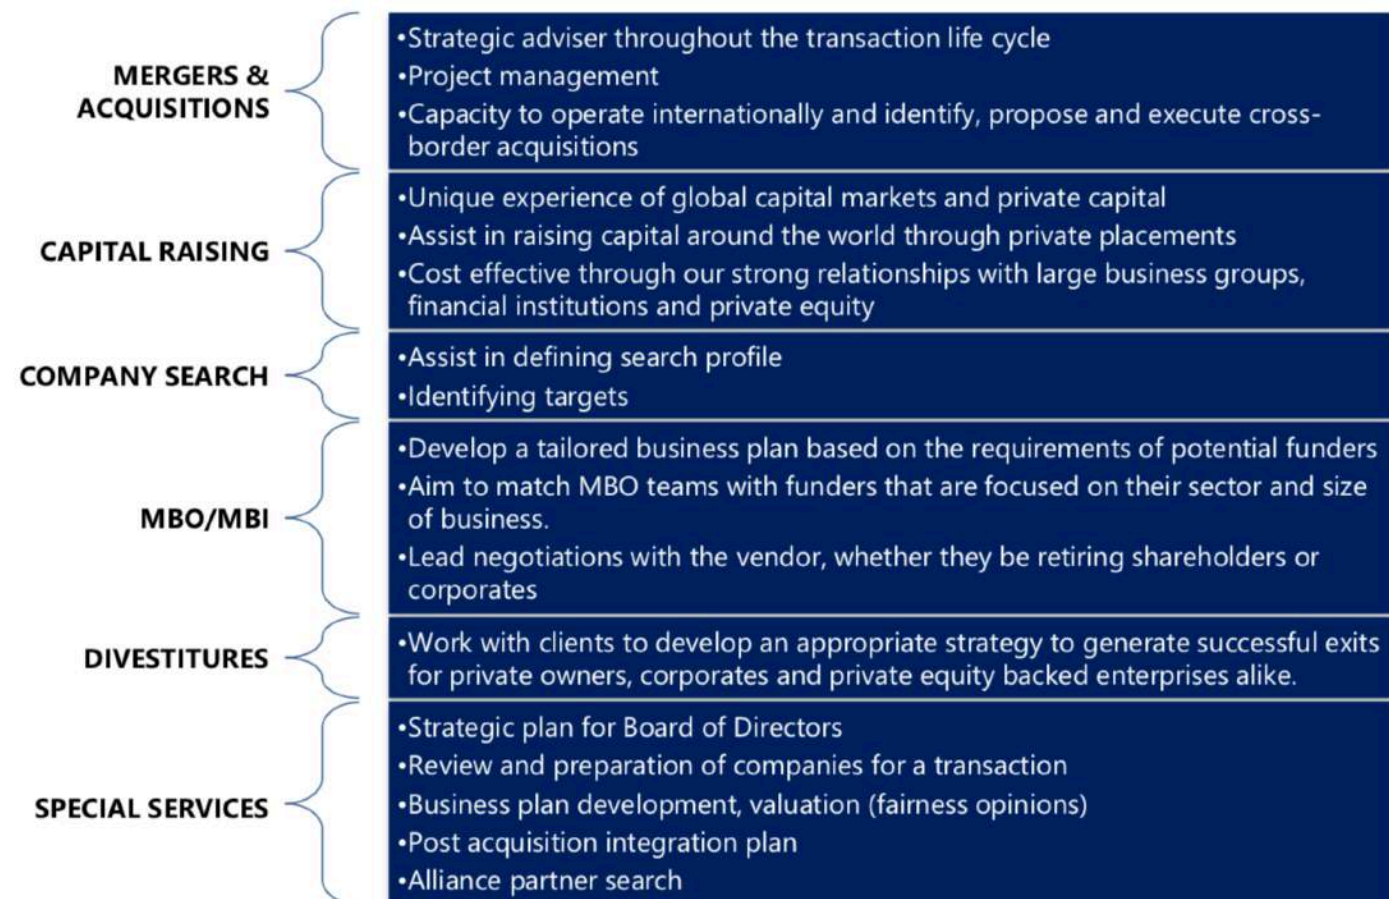 MERGERS &
ACQUISITIONS
•Strategic adviser throughout the transaction life cycle
•Project management
•Capacity to operate internationally and identify, propose and execute cross-
border acquisitions
CAPITAL RAISING
•Unique experience of global capital markets and private capital
•Assist in raising capital around the world through private placements
•Cost effective through our strong relationships with large business groups,
financial institutions and private equity
COMPANY SEARCH
•Assist in defining search profile
•Identifying targets
MBO/MBI
•Develop a tailored business plan based on the requirements of potential funders
•Aim to match MBO teams with funders that are focused on their sector and size
of business.
•Lead negotiations with the vendor, whether they be retiring shareholders or
corporates
DIVESTITURES
•Work with clients to develop an appropriate strategy to generate successful exits
for private owners, corporates and private equity backed enterprises alike.
SPECIAL SERVICES
•Strategic plan for Board of Directors
•Review and preparation of companies for a transaction
•Business plan development, valuation (fairness opinions)
•Post acquisition integration plan
•Alliance partner search